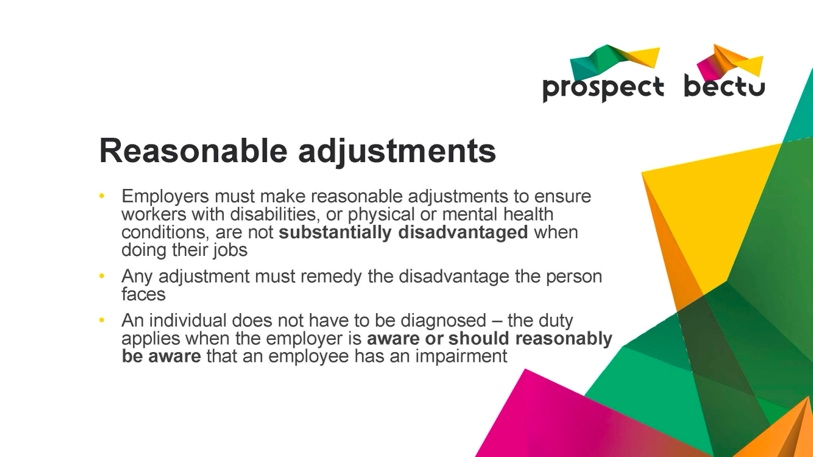 prospect bectu
Reasonable adjustments
• Employers must make reasonable adjustments to ensure
workers with disabilities, or physical or mental health
conditions, are not substantially disadvantaged when
doing their jobs
• Any adjustment must remedy the disadvantage the person
faces
• An individual does not have to be diagnosed – the duty
applies when the employer is aware or should reasonably
be aware that an employee has an impairment